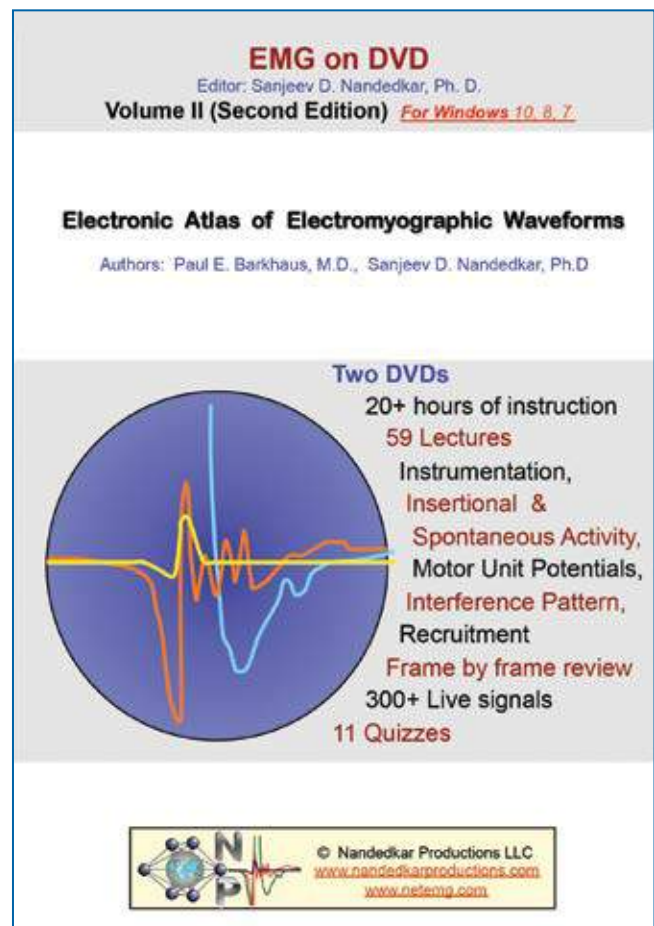 EMG on DVD
Editor: Sanjeev D. Nandedkar, Ph. D.
Volume II (Second Edition) For Windows 10, 8, 7
Electronic Atlas of Electromyographic Waveforms
Authors: Paul E. Barkhaus, M.D., Sanjeev D. Nandedkar, Ph.D
Two DVDs
20+ hours of instruction
59 Lectures
Instrumentation,
Insertional &
Spontaneous Activity,
Motor Unit Potentials,
Interference Pattern,
Recruitment
Frame by frame review
300+ Live signals
11 Quizzes
N
P
© Nandedkar Productions LLC
www.nandedkarproductions.com
www.netemg.com